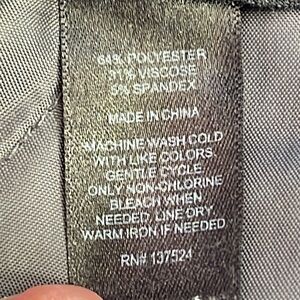 64% POLYESTER
31% VISCOSE
5% SPANDEX
MADE IN CHINA
MACHINE WASH COLD
WITH LIKE COLORS
GENTLE CYCLE
ONLY NON-CHLORINE
BLEACH WHEN
NEEDED, LINE DRY
WARM IRON IF NEEDED
RN# 137524